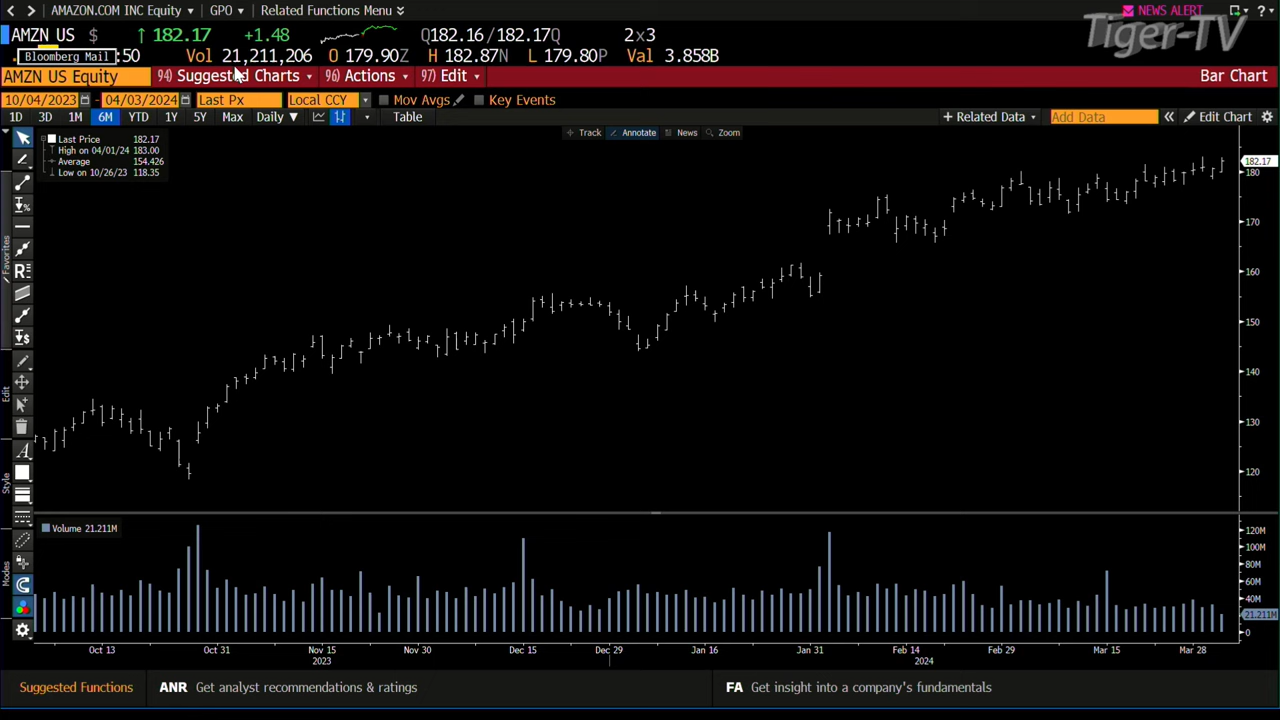 AMZN.COM INC Equity GPO Related Functions Menu NEWS ALERT
Tiger-TV
AMZN US $ ↑ 182.17 +1.48 Q182.16/182.17Q 2x3
Bloomberg Mail :50 Vol 21,211,206 O 179.90Z H 182.87N L 179.80P Val 3.858B
AMZN US Equity 94) Suggested Charts 96) Actions 97) Edit Bar Chart
10/04/2023 - 04/03/2024 Last Px Local CCY Mov Avgs Key Events
1D 3D 1M 6M YTD 1Y 5Y Max Daily ▼ Table + Related Data Add Data « Edit Chart
Track Annotate News Zoom
Last Price 182.17
High on 04/01/24 183.00
Average 154.426
Low on 10/26/23 118.35
182.17
180
170
160
150
140
130
120
Favorites
Edit
Style
Modes
Volume 21.211M
120M
100M
80M
60M
40M
21.211M
0
Oct 13 Oct 31 Nov 15 Nov 30 Dec 15 Dec 29 Jan 16 Jan 31 Feb 14 Feb 29 Mar 15 Mar 28
2023 2024
Suggested Functions ANR Get analyst recommendations & ratings FA Get insight into a company's fundamentals